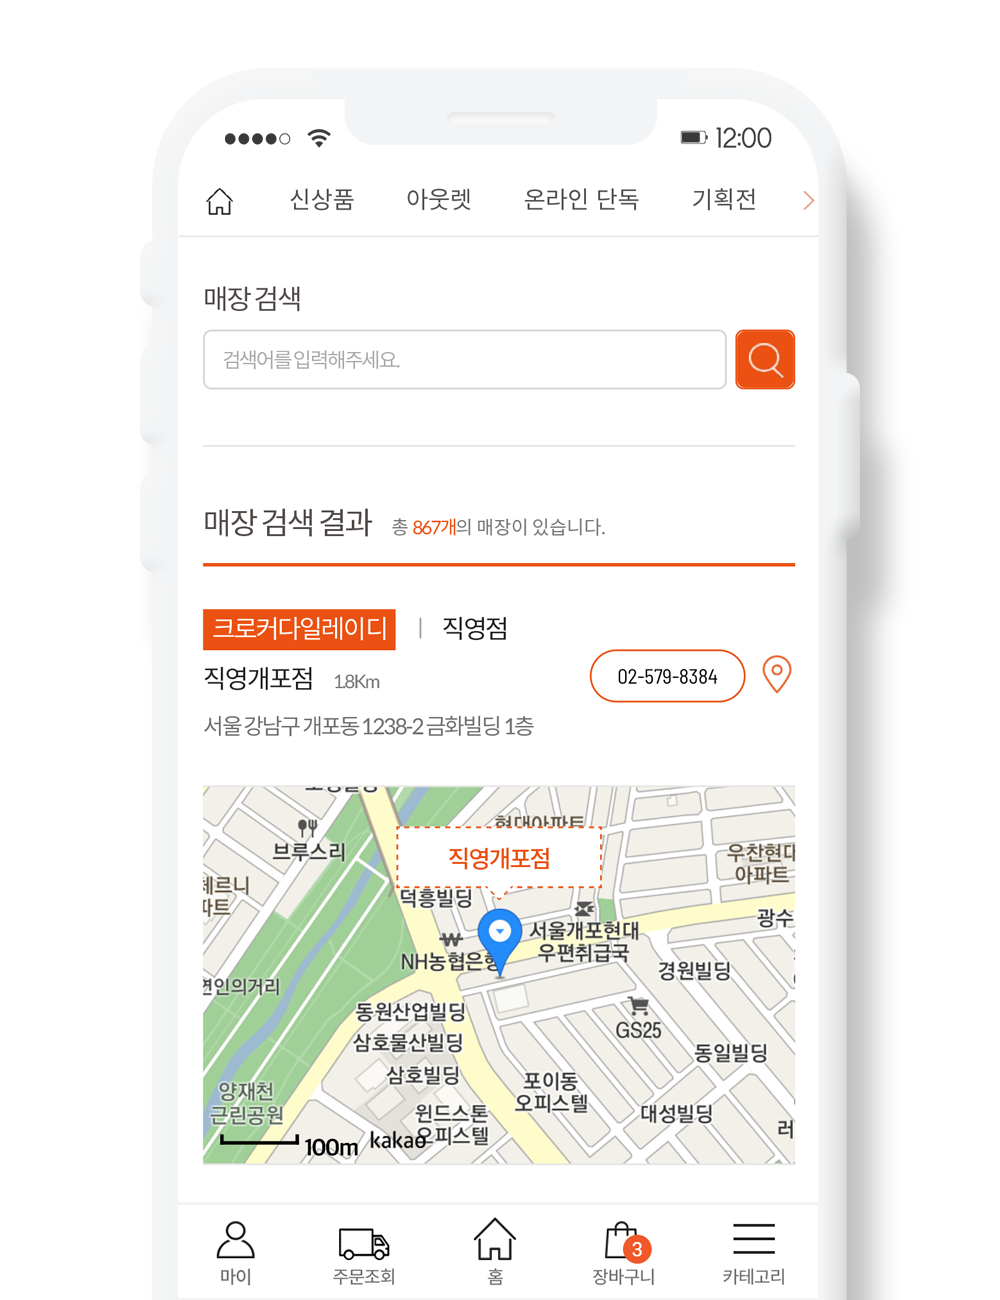 12:00
신상품 아웃렛 온라인 단독 기획전
매장 검색
검색어를 입력해주세요.
매장 검색 결과 총 867개의 매장이 있습니다.
크로커다일레이디 | 직영점
직영개포점 1.8Km
02-579-8384
서울 강남구 개포동 1238-2 금화빌딩 1층
현대아파트
브루스리
직영개포점
우찬현대
아파트
테르니
파트
덕흥빌딩
광수
서울개포현대
우편취급국
NH농협은행
경원빌딩
연인의거리
동원산업빌딩
GS25
삼호물산빌딩
동일빌딩
삼호빌딩
포이동
오피스텔
양재천
근린공원
윈드스톤
오피스텔
대성빌딩
100m kakao
마이 주문조회 홈 장바구니 카테고리
3